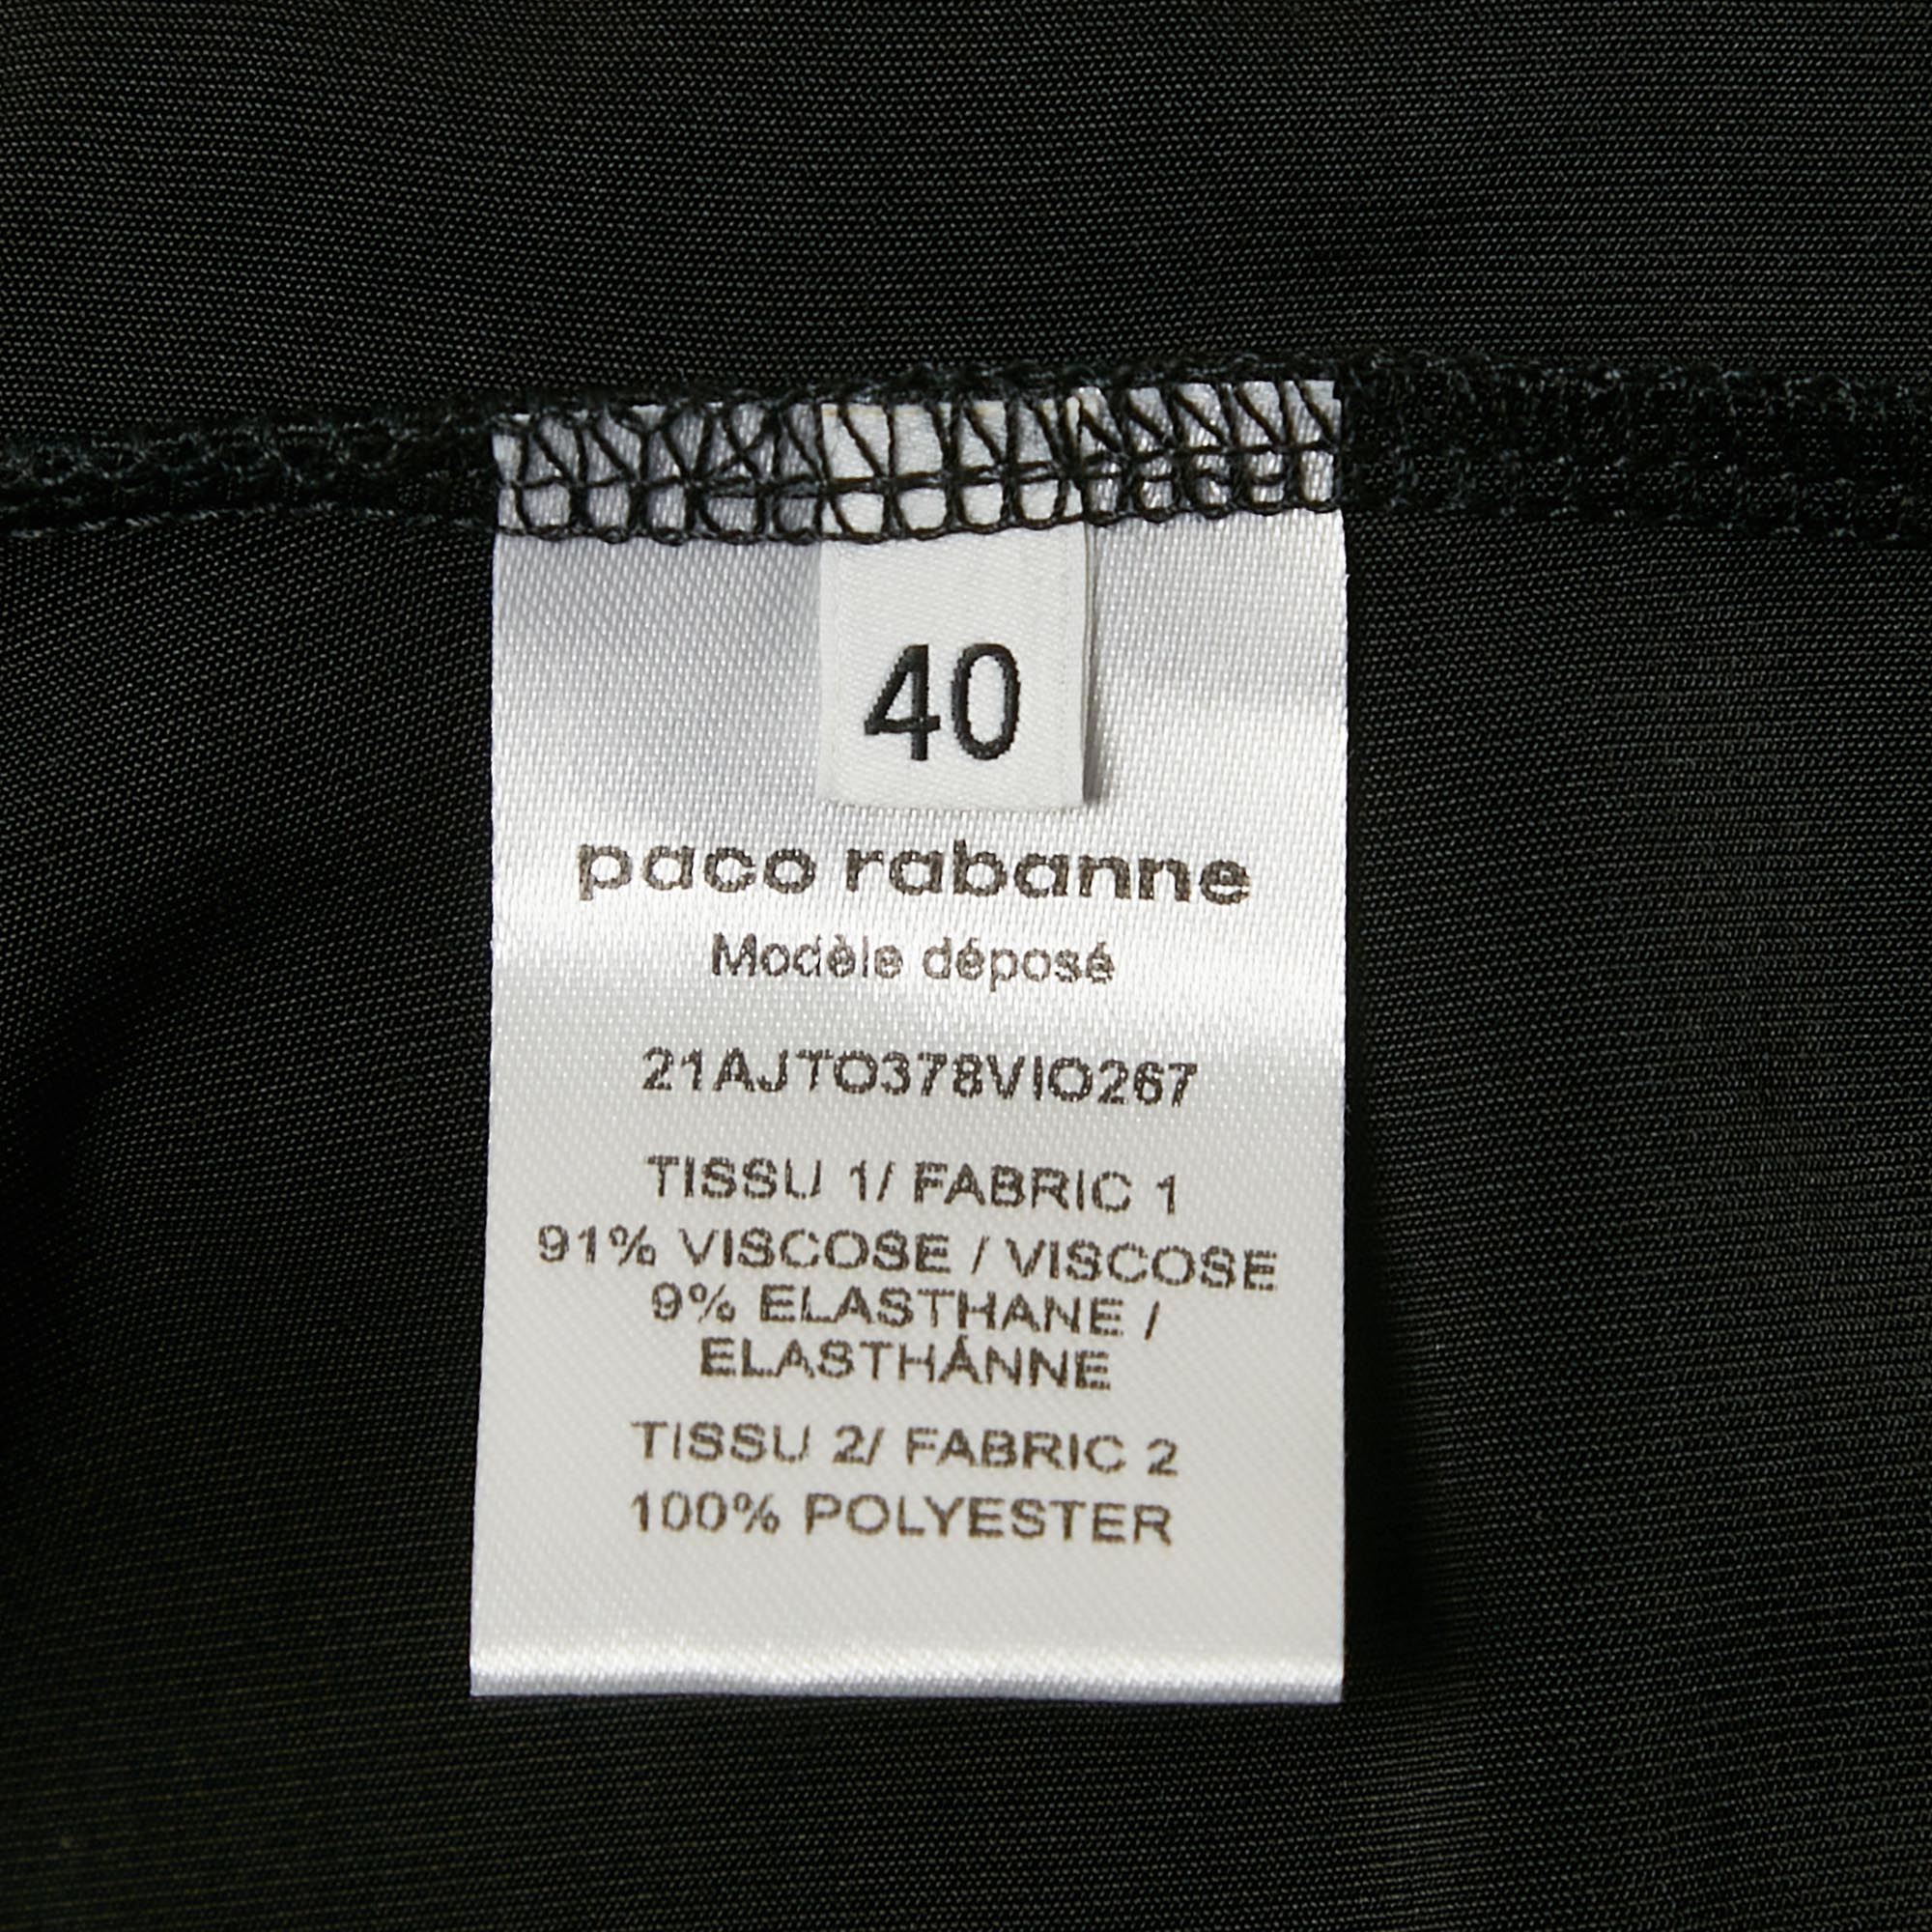 40
paco rabanne
Modèle déposé
21AJTO378VIO267
TISSU 1/ FABRIC 1
91% VISCOSE / VISCOSE
9% ELASTHANE /
ELASTHÁNNE
TISSU 2/ FABRIC 2
100% POLYESTER